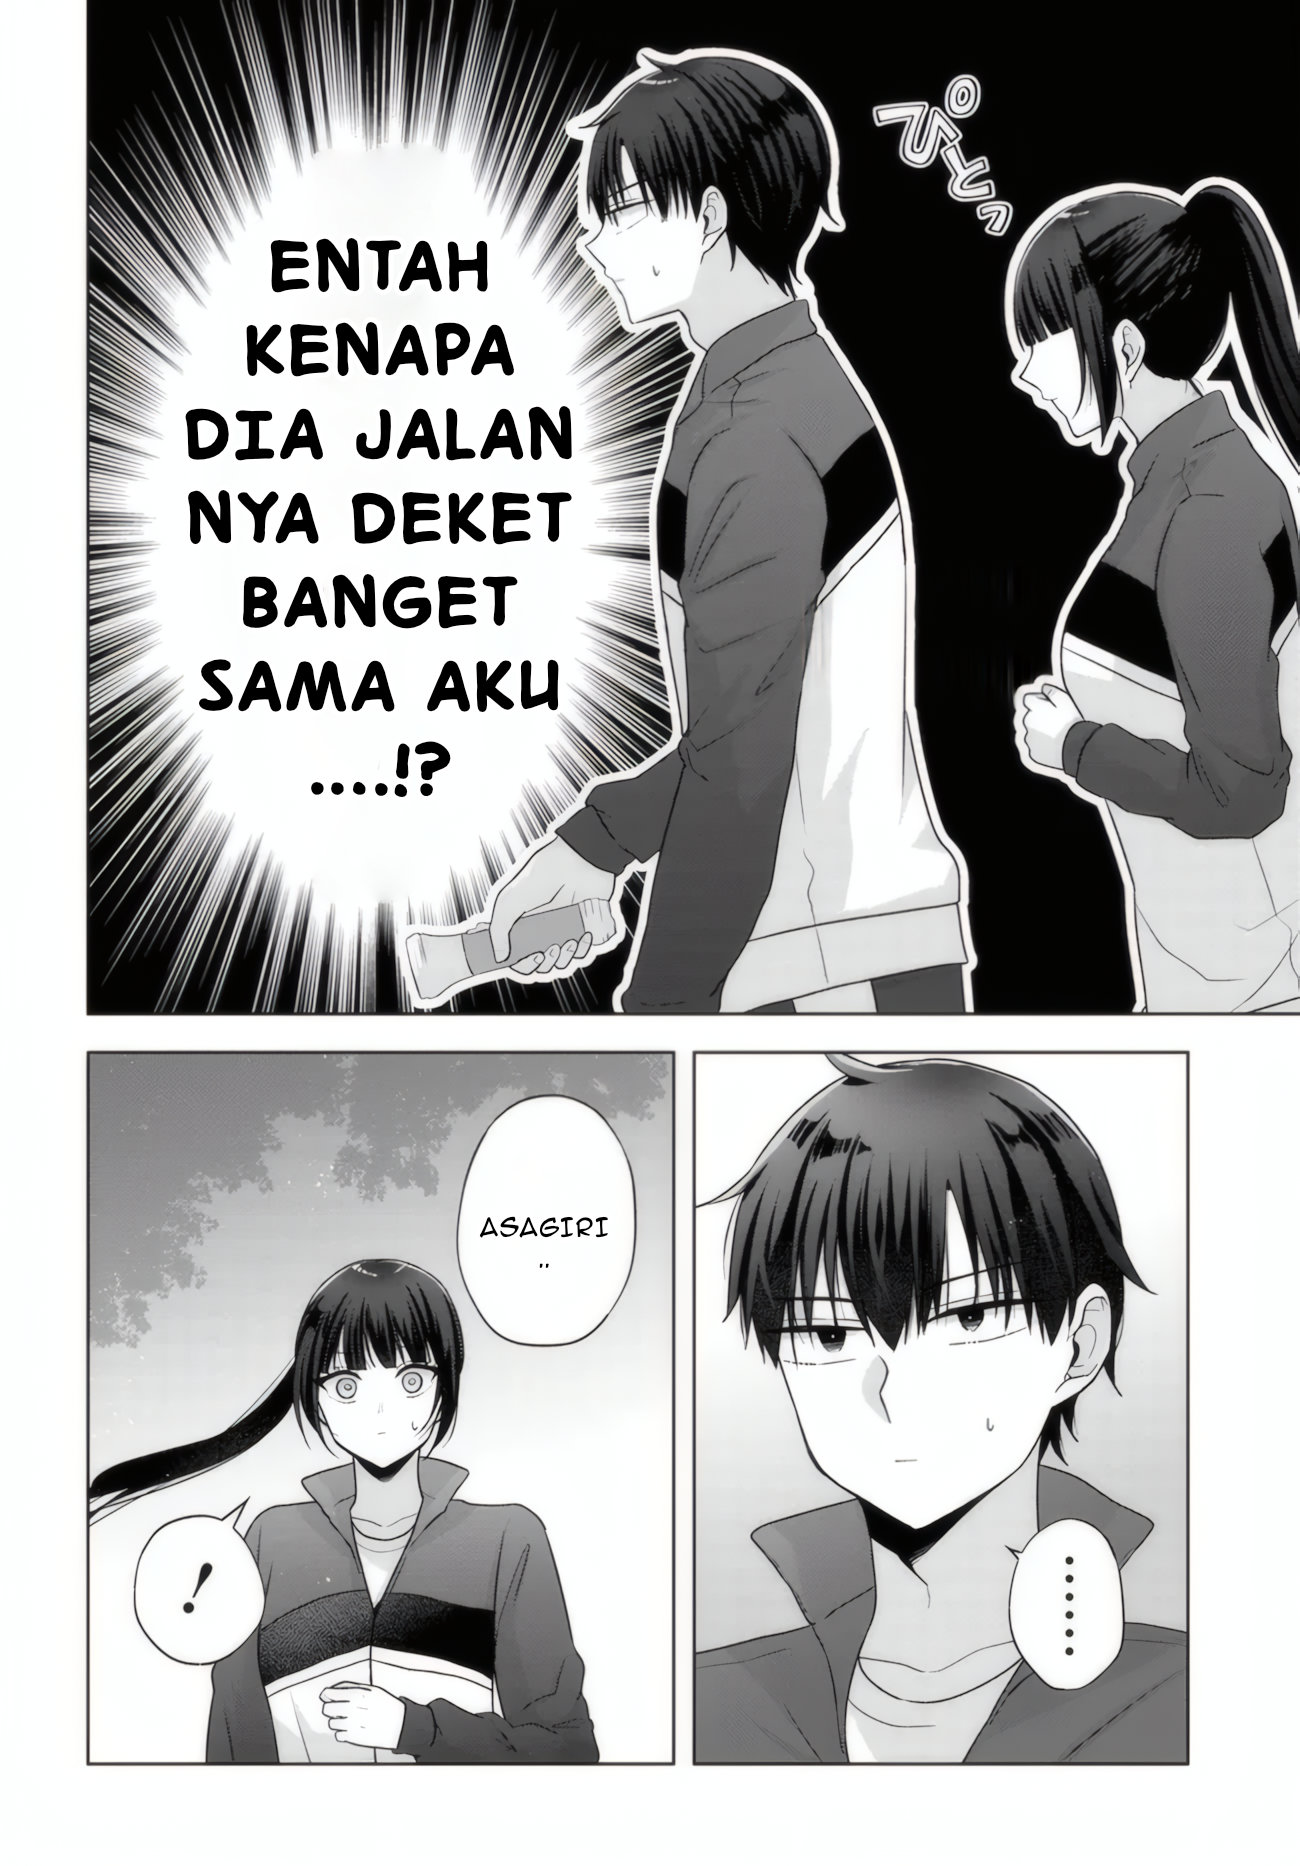 ぴとっ
ENTAH
KENAPA
DIA JALAN
NYA DEKET
BANGET
SAMA AKU
....!?
.......
ASAGIRI
..
!